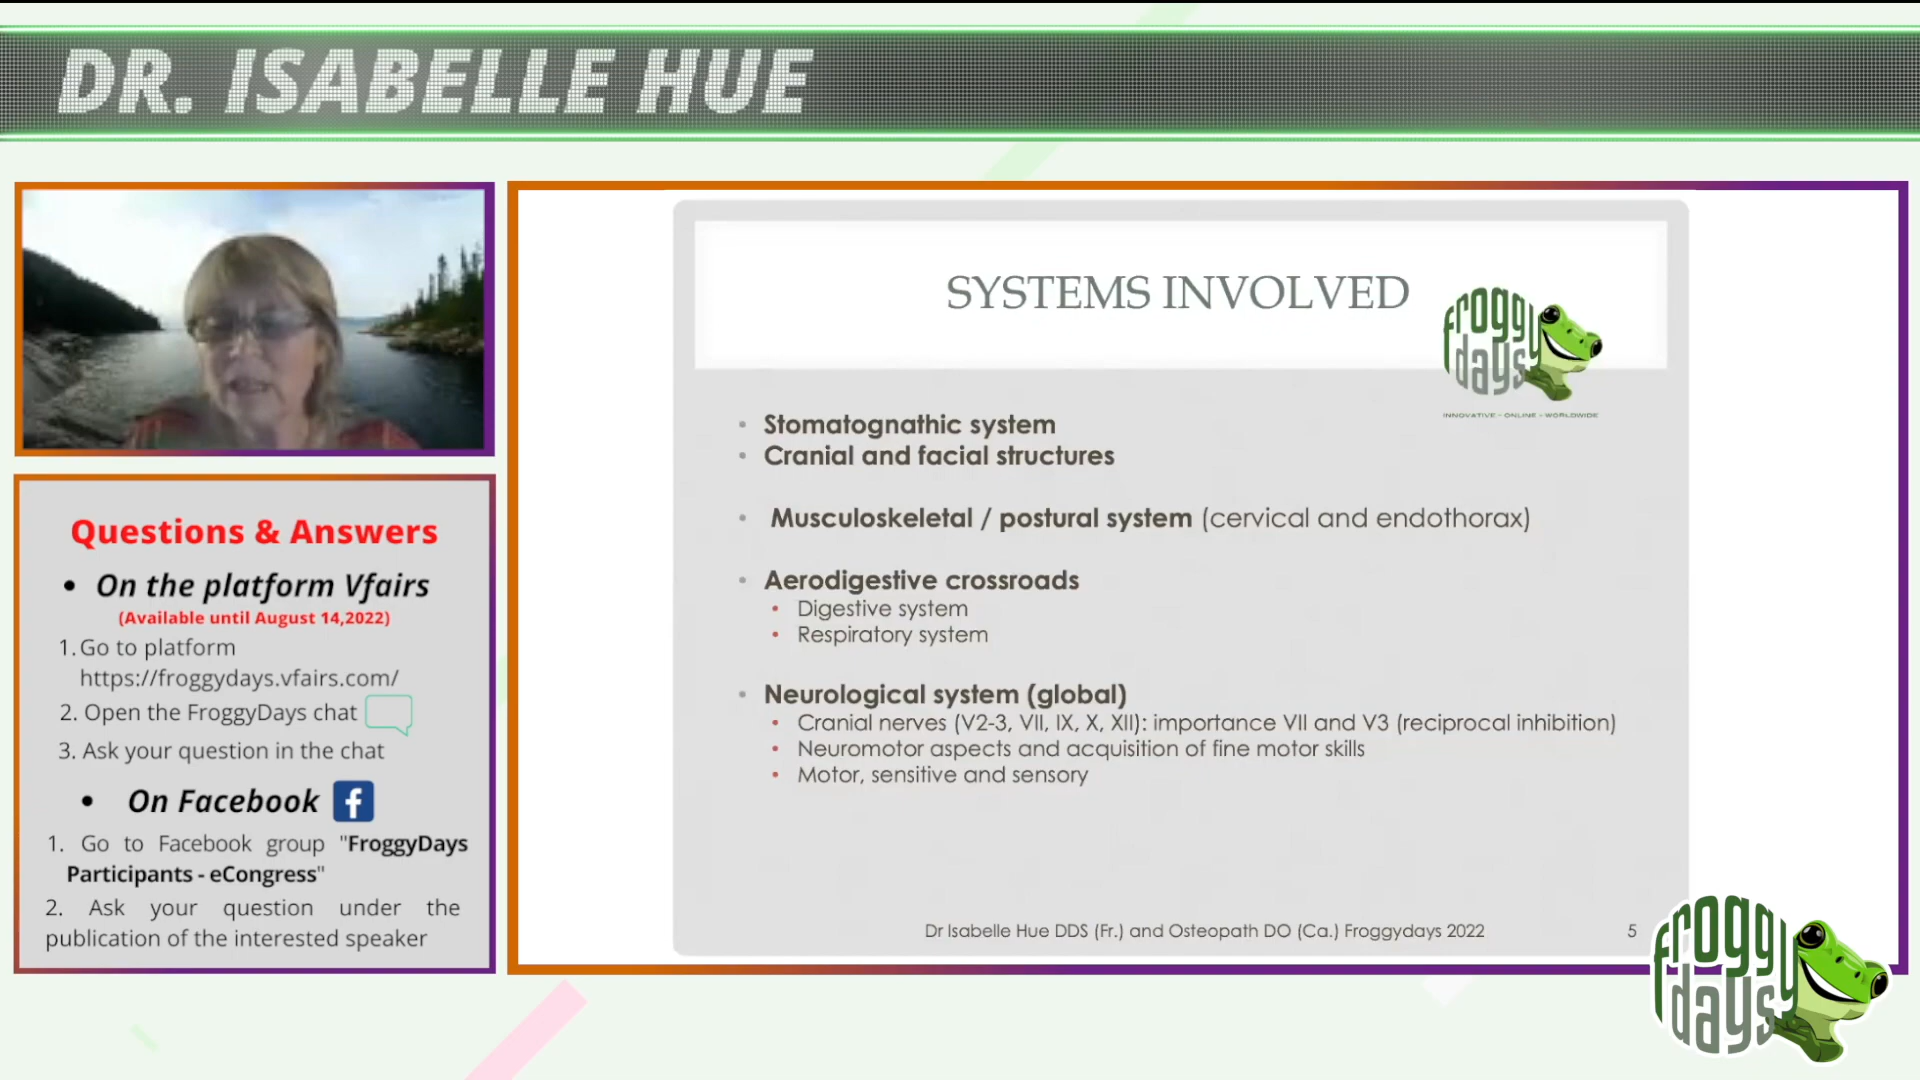 DR. ISABELLE HUE
Questions & Answers
• On the platform Vfairs
(Available until August 14,2022)
1. Go to platform
https://froggydays.vfairs.com/
2. Open the FroggyDays chat
3. Ask your question in the chat
• On Facebook f
1. Go to Facebook group "FroggyDays
Participants - eCongress"
2. Ask your question under the
publication of the interested speaker
SYSTEMS INVOLVED
froggy
days
INNOVATIVE - ONLINE - WORLDWIDE
• Stomatognathic system
• Cranial and facial structures
• Musculoskeletal / postural system (cervical and endothorax)
• Aerodigestive crossroads
• Digestive system
• Respiratory system
• Neurological system (global)
• Cranial nerves (V2-3, VII, IX, X, XII): importance VII and V3 (reciprocal inhibition)
• Neuromotor aspects and acquisition of fine motor skills
• Motor, sensitive and sensory
Dr Isabelle Hue DDS (Fr.) and Osteopath DO (Ca.) Froggydays 2022
5
froggy
days